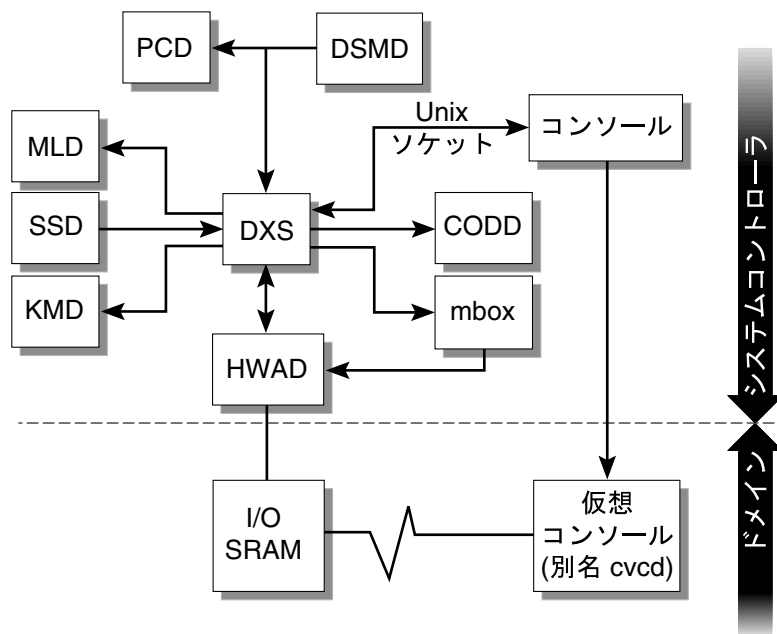 PCD
DSMD
Unix
ソケット
コンソール
MLD
SSD
DXS
CODD
KMD
mbox
HWAD
I/O
SRAM
仮想
コンソール
(別名 cvcd)
システムコントローラ
ドメイン